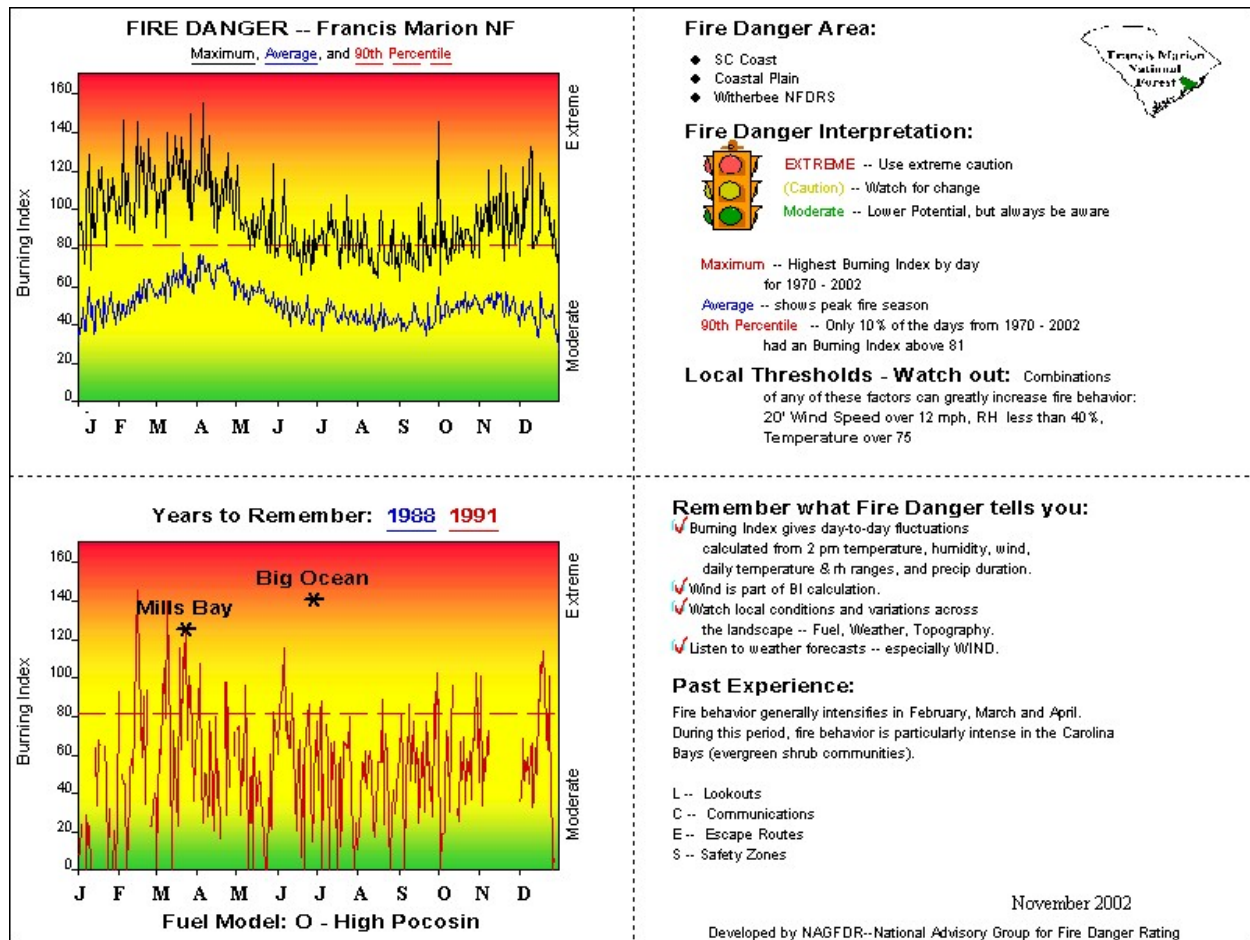 FIRE DANGER -- Francis Marion NF
Maximum, Average, and 90th Percentile
160
140
120
100
80
60
40
20
0
Burning Index
Extreme
Moderate
J F M A M J J A S O N D
Fire Danger Area:
◆ SC Coast
◆ Coastal Plain
◆ Witherbee NFDRS
Francis Marion
National
Forest
Fire Danger Interpretation:
EXTREME -- Use extreme caution
(Caution) -- Watch for change
Moderate -- Lower Potential, but always be aware
Maximum -- Highest Burning Index by day
for 1970 - 2002
Average -- shows peak fire season
90th Percentile -- Only 10% of the days from 1970 - 2002
had an Burning Index above 81
Local Thresholds - Watch out: Combinations
of any of these factors can greatly increase fire behavior:
20' Wind Speed over 12 mph, RH less than 40%,
Temperature over 75
Years to Remember: 1988 1991
160
140
120
100
80
60
40
20
0
Burning Index
Big Ocean
Mills Bay
Extreme
Moderate
J F M A M J J A S O N D
Fuel Model: O - High Pocosin
Remember what Fire Danger tells you:
Burning Index gives day-to-day fluctuations
calculated from 2 pm temperature, humidity, wind,
daily temperature & rh ranges, and precip duration.
Wind is part of BI calculation.
Watch local conditions and variations across
the landscape -- Fuel, Weather, Topography.
Listen to weather forecasts -- especially WIND.
Past Experience:
Fire behavior generally intensifies in February, March and April.
During this period, fire behavior is particularly intense in the Carolina
Bays (evergreen shrub communities).
L -- Lookouts
C -- Communications
E -- Escape Routes
S -- Safety Zones
November 2002
Developed by NAGFDR--National Advisory Group for Fire Danger Rating